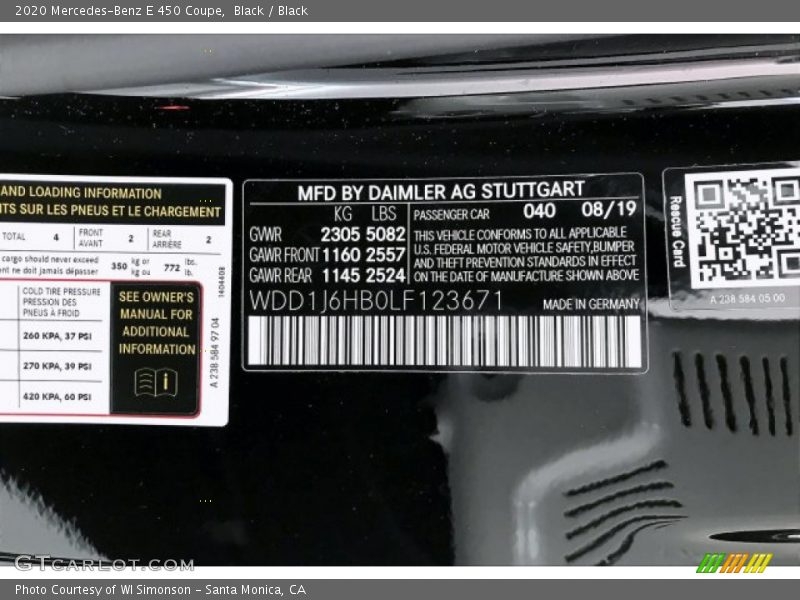 2020 Mercedes-Benz E 450 Coupe,  Black / Black
AND LOADING INFORMATION
TS SUR LES PNEUS ET LE CHARGEMENT
TOTAL 4 FRONT AVANT 2 REAR ARRIÈRE 2
cargo should never exceed
ent ne doit jamais dépasser
350 kg or kg ou 772 lbs. lb.
COLD TIRE PRESSURE
PRESSION DES
PNEUS À FROID
260 KPA, 37 PSI
270 KPA, 39 PSI
420 KPA, 60 PSI
SEE OWNER'S
MANUAL FOR
ADDITIONAL
INFORMATION
1404408
A 238 584 97 04
MFD BY DAIMLER AG STUTTGART
KG LBS
GWR 2305 5082
GAWR FRONT 1160 2557
GAWR REAR 1145 2524
PASSENGER CAR 040 08/19
THIS VEHICLE CONFORMS TO ALL APPLICABLE
U.S. FEDERAL MOTOR VEHICLE SAFETY,BUMPER
AND THEFT PREVENTION STANDARDS IN EFFECT
ON THE DATE OF MANUFACTURE SHOWN ABOVE
WDD1J6HB0LF123671
MADE IN GERMANY
Rescue Card
A 238 584 05 00
GTCARLOT.COM
Photo Courtesy of WI Simonson - Santa Monica, CA